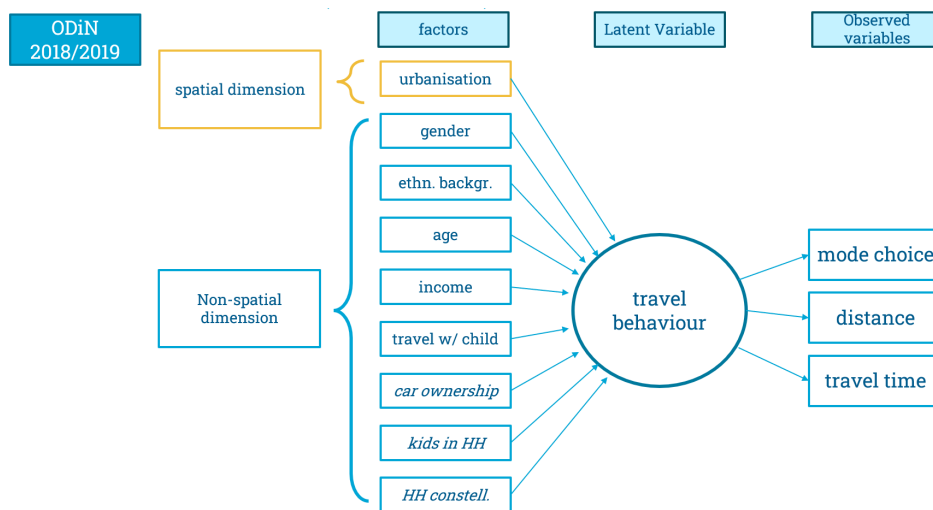 ODiN
2018/2019
factors
Latent Variable
Observed
variables
spatial dimension
urbanisation
gender
ethn. backgr.
age
income
travel w/ child
car ownership
kids in HH
HH constell.
Non-spatial
dimension
travel
behaviour
mode choice
distance
travel time